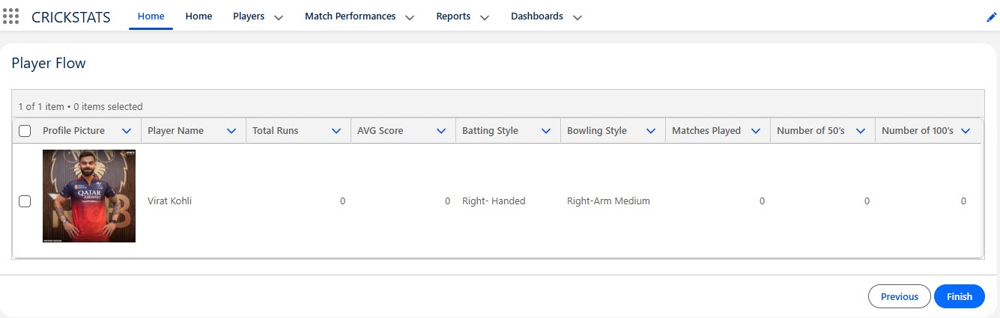 CRICKSTATS Home Home Players Match Performances Reports Dashboards
Player Flow
1 of 1 item • 0 items selected
Profile Picture Player Name Total Runs AVG Score Batting Style Bowling Style Matches Played Number of 50's Number of 100's
QATAR
AIRWAYS
Virat Kohli 0 0 Right- Handed Right-Arm Medium 0 0 0
Previous Finish